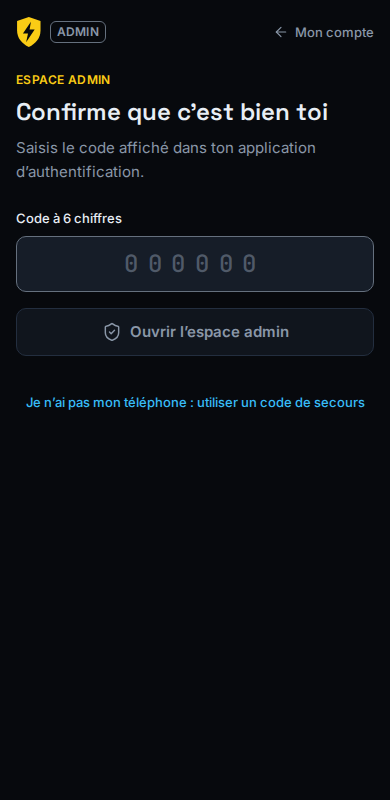 ADMIN
Mon compte
ESPACE ADMIN
Confirme que c’est bien toi
Saisis le code affiché dans ton application
d’authentification.
Code à 6 chiffres
000000
Ouvrir l’espace admin
Je n’ai pas mon téléphone : utiliser un code de secours